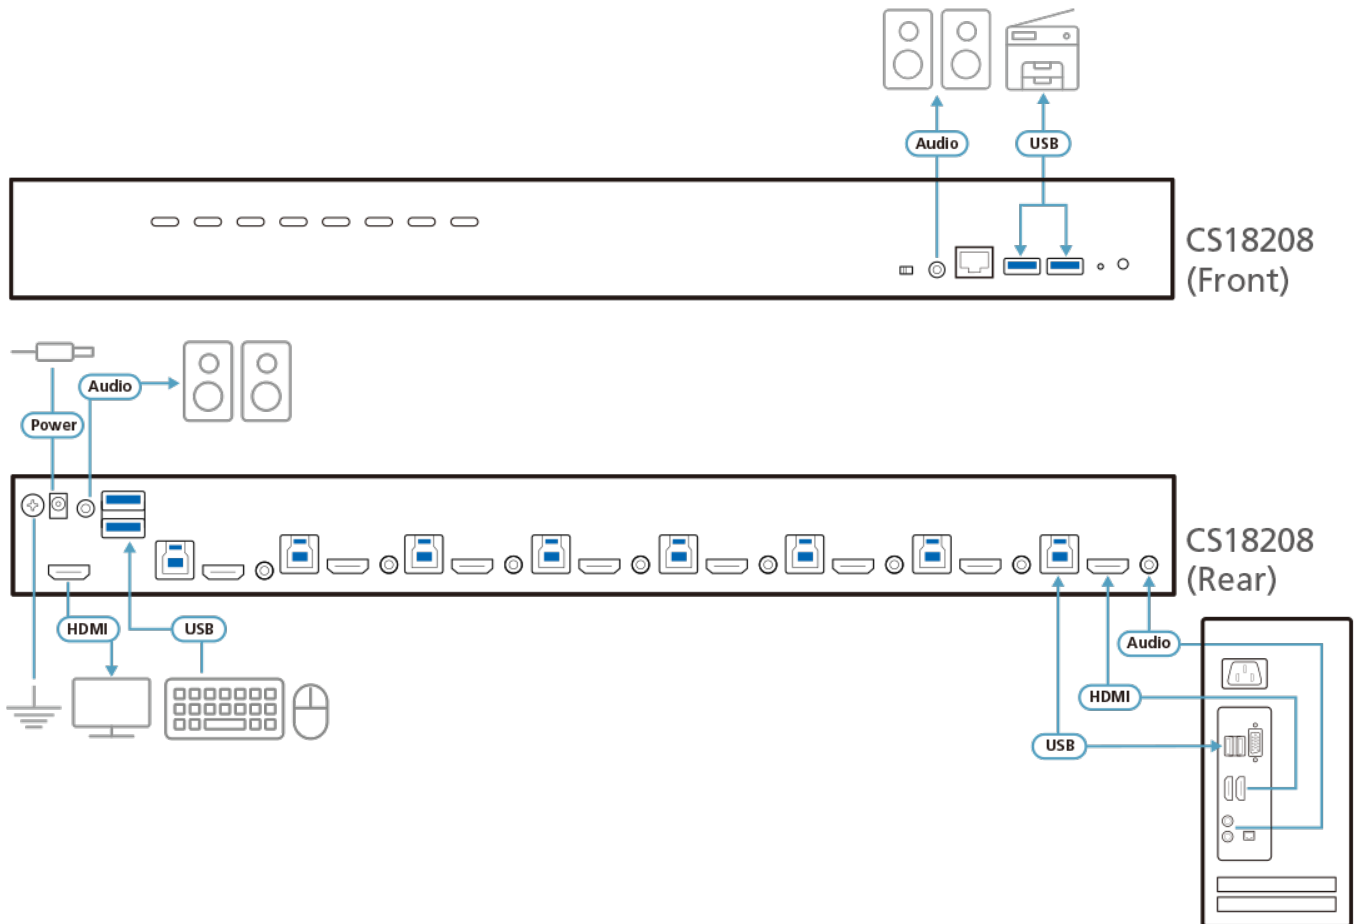 Audio
USB
CS18208
(Front)
Audio
Power
CS18208
(Rear)
HDMI
USB
Audio
HDMI
USB